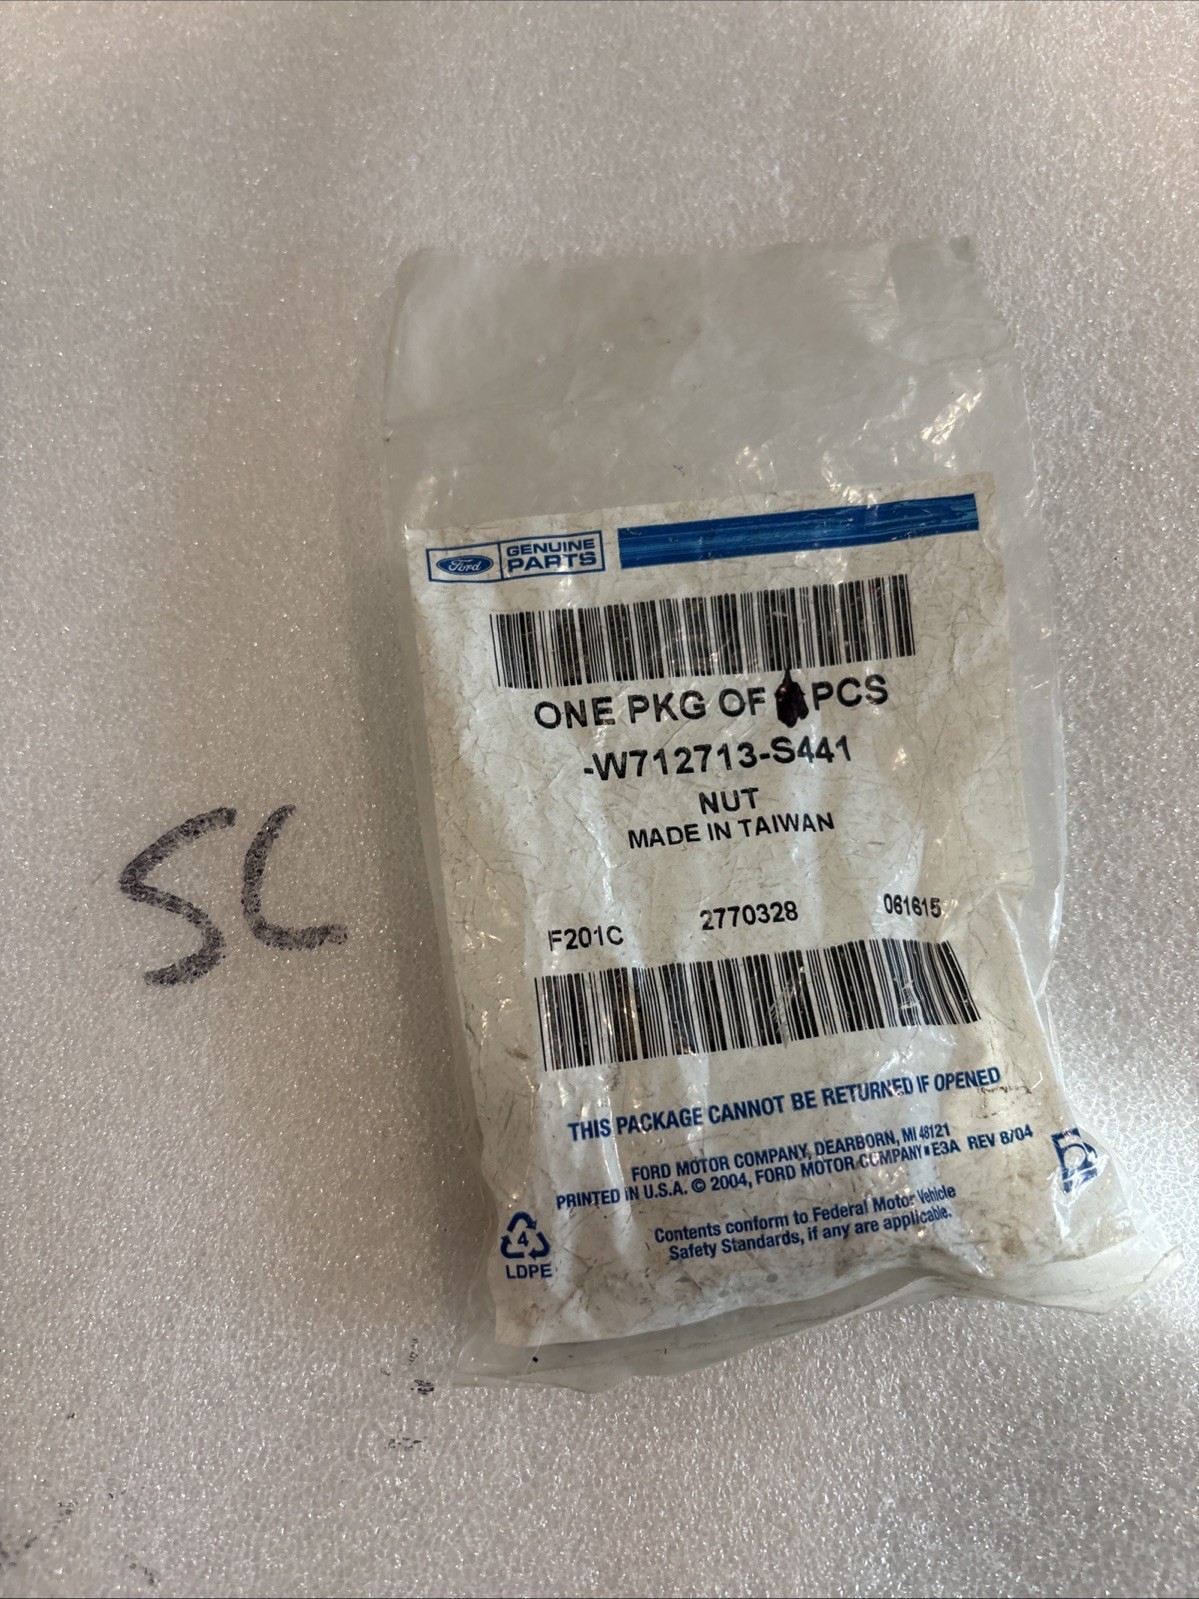 Ford GENUINE PARTS
ONE PKG OF PCS
-W712713-S441
NUT
MADE IN TAIWAN
SC
F201C 2770328 061615
THIS PACKAGE CANNOT BE RETURNED IF OPENED
FORD MOTOR COMPANY, DEARBORN, MI 48121
PRINTED IN U.S.A. © 2004, FORD MOTOR COMPANY ■ E3A REV 8/04
Contents conform to Federal Motor Vehicle
Safety Standards, if any are applicable.
4
LDPE